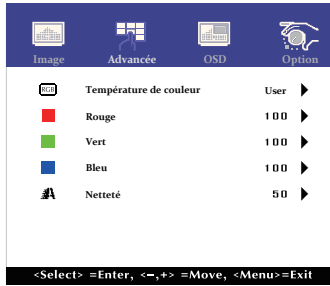 Image Advancée OSD Option
RGB Température de couleur User
Rouge 100
Vert 100
Bleu 100
A Netteté 50
<Select> =Enter, <–,+> =Move, <Menu>=Exit